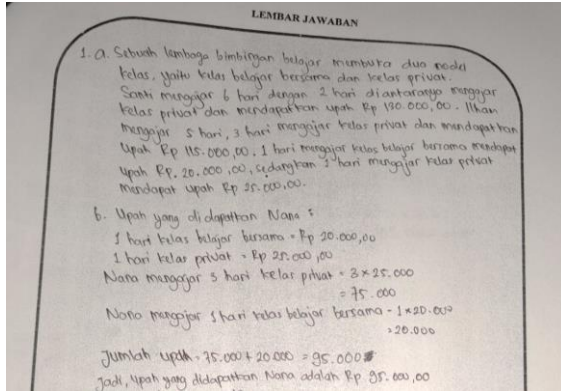 LEMBAR JAWABAN
1. a. Sebuah lembaga bimbingan belajar membuka dua model
kelas, yaitu kelas belajar bersama dan kelas privat.
Santi mengajar 6 hari dengan 2 hari diantaranya mengajar
kelas privat dan mendapatkan upah Rp 130.000,00. Ilham
mengajar 5 hari, 3 hari mengajar kelas privat dan mendapatkan
Upah Rp 115.000,00. 1 hari mengajar kelas belajar bersama mendapat
upah Rp. 20.000,00, sedangkan 1 hari mengajar kelas privat
mendapat upah Rp 25.000,00.
b. Upah yang di dapatkan Nana :
1 hari kelas belajar bersama = Rp 20.000,00
1 hari kelas privat = Rp 25.000,00
Nana mengajar 3 hari kelas privat = 3 × 25.000
= 75.000
Nana mengajar 1 hari kelas belajar bersama = 1 × 20.000
= 20.000
Jumlah upah = 75.000 + 20.000 = 95.000
Jadi, upah yang didapatkan Nana adalah Rp 95.000,00